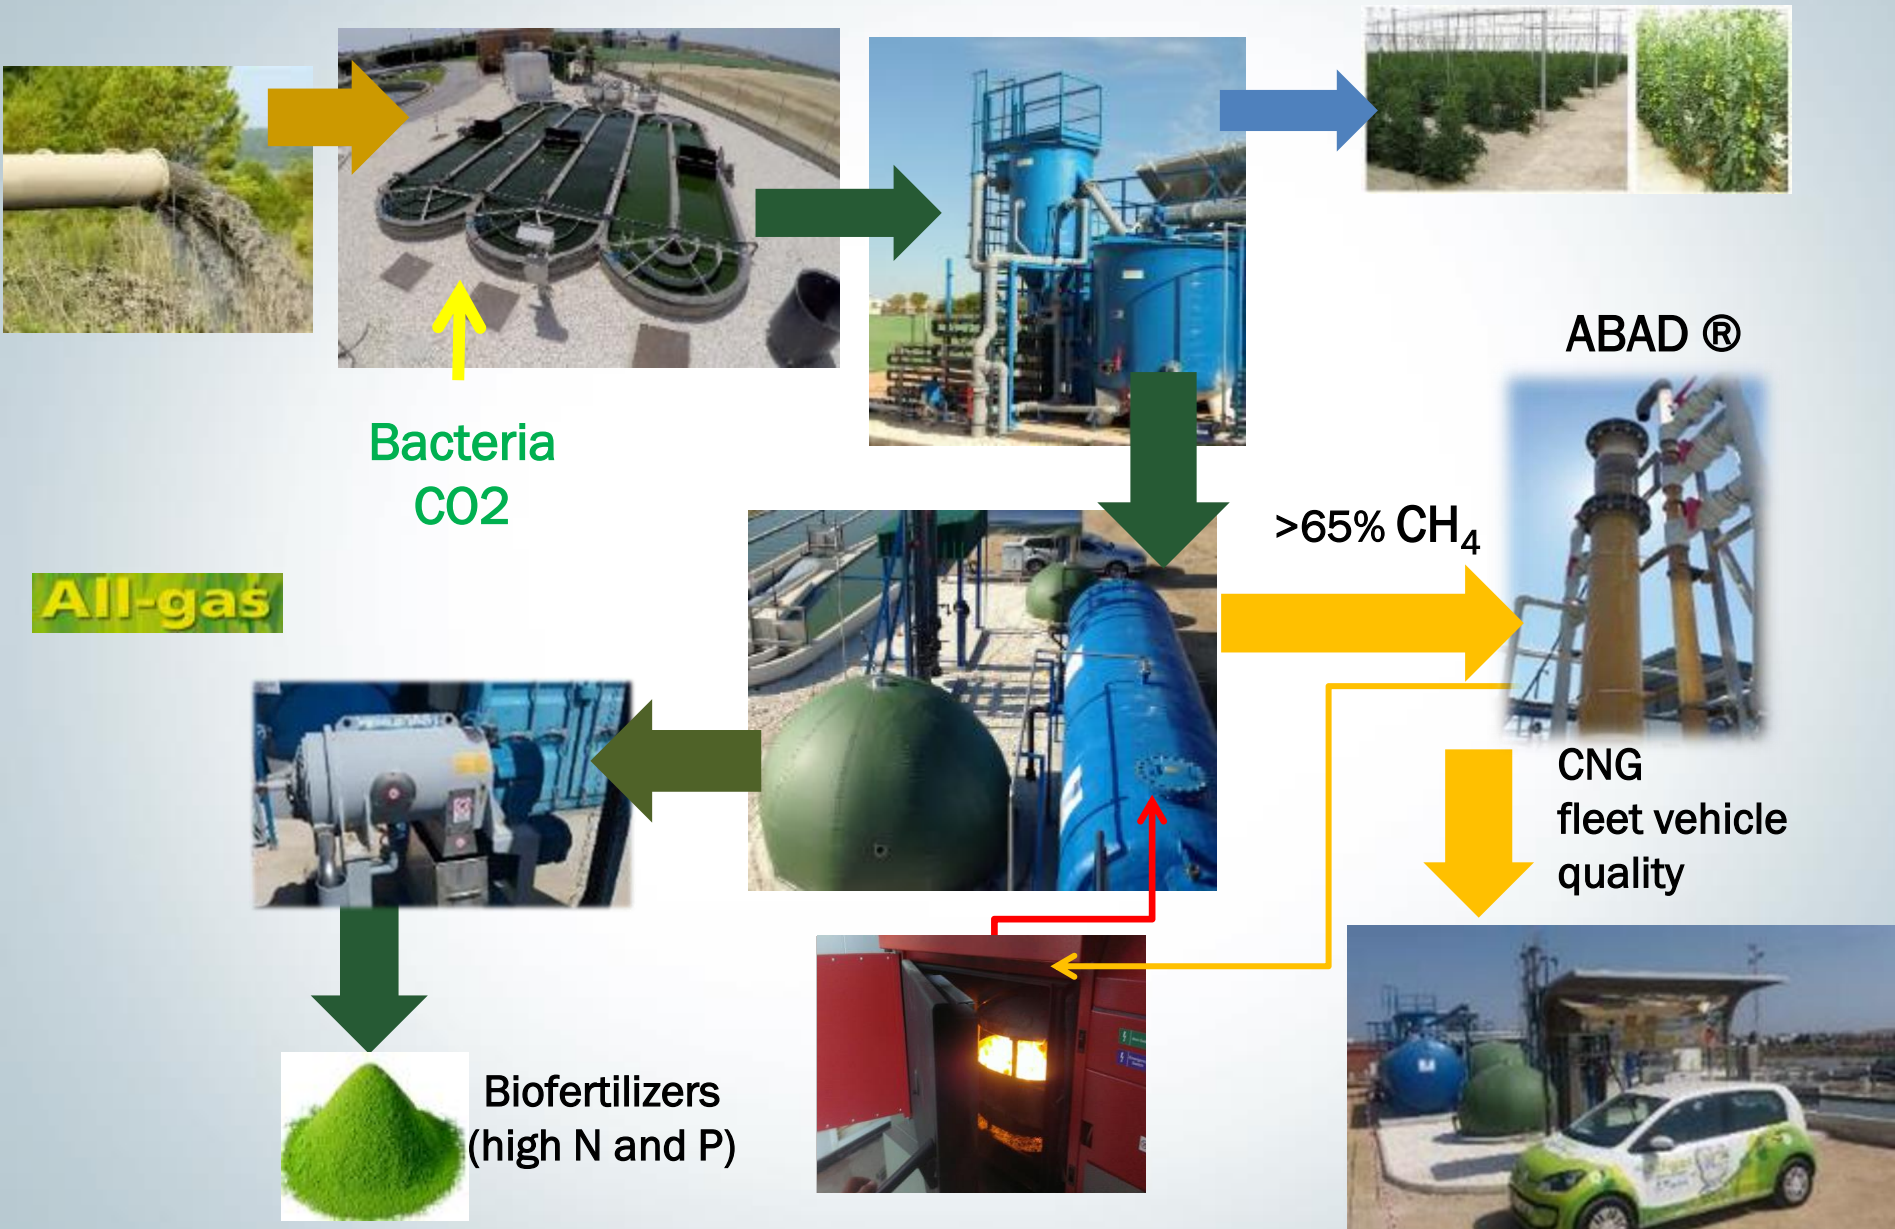 ABAD ®
Bacteria
CO2
>65% CH₄
All-gas
CNG
fleet vehicle
quality
Biofertilizers
(high N and P)